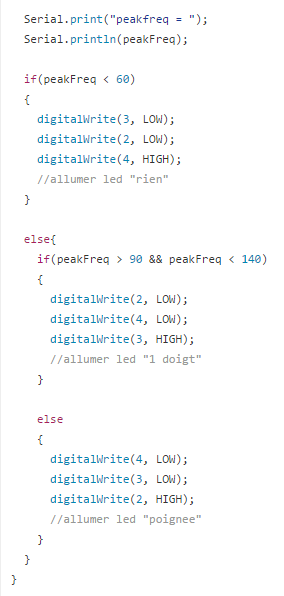 Serial.print("peakfreq = ");
Serial.println(peakFreq);
if(peakFreq < 60)
{
digitalWrite(3, LOW);
digitalWrite(2, LOW);
digitalWrite(4, HIGH);
//allumer led "rien"
}
else{
if(peakFreq > 90 && peakFreq < 140)
{
digitalWrite(2, LOW);
digitalWrite(4, LOW);
digitalWrite(3, HIGH);
//allumer led "1 doigt"
}
else
{
digitalWrite(4, LOW);
digitalWrite(3, LOW);
digitalWrite(2, HIGH);
//allumer led "poignee"
}
}
}